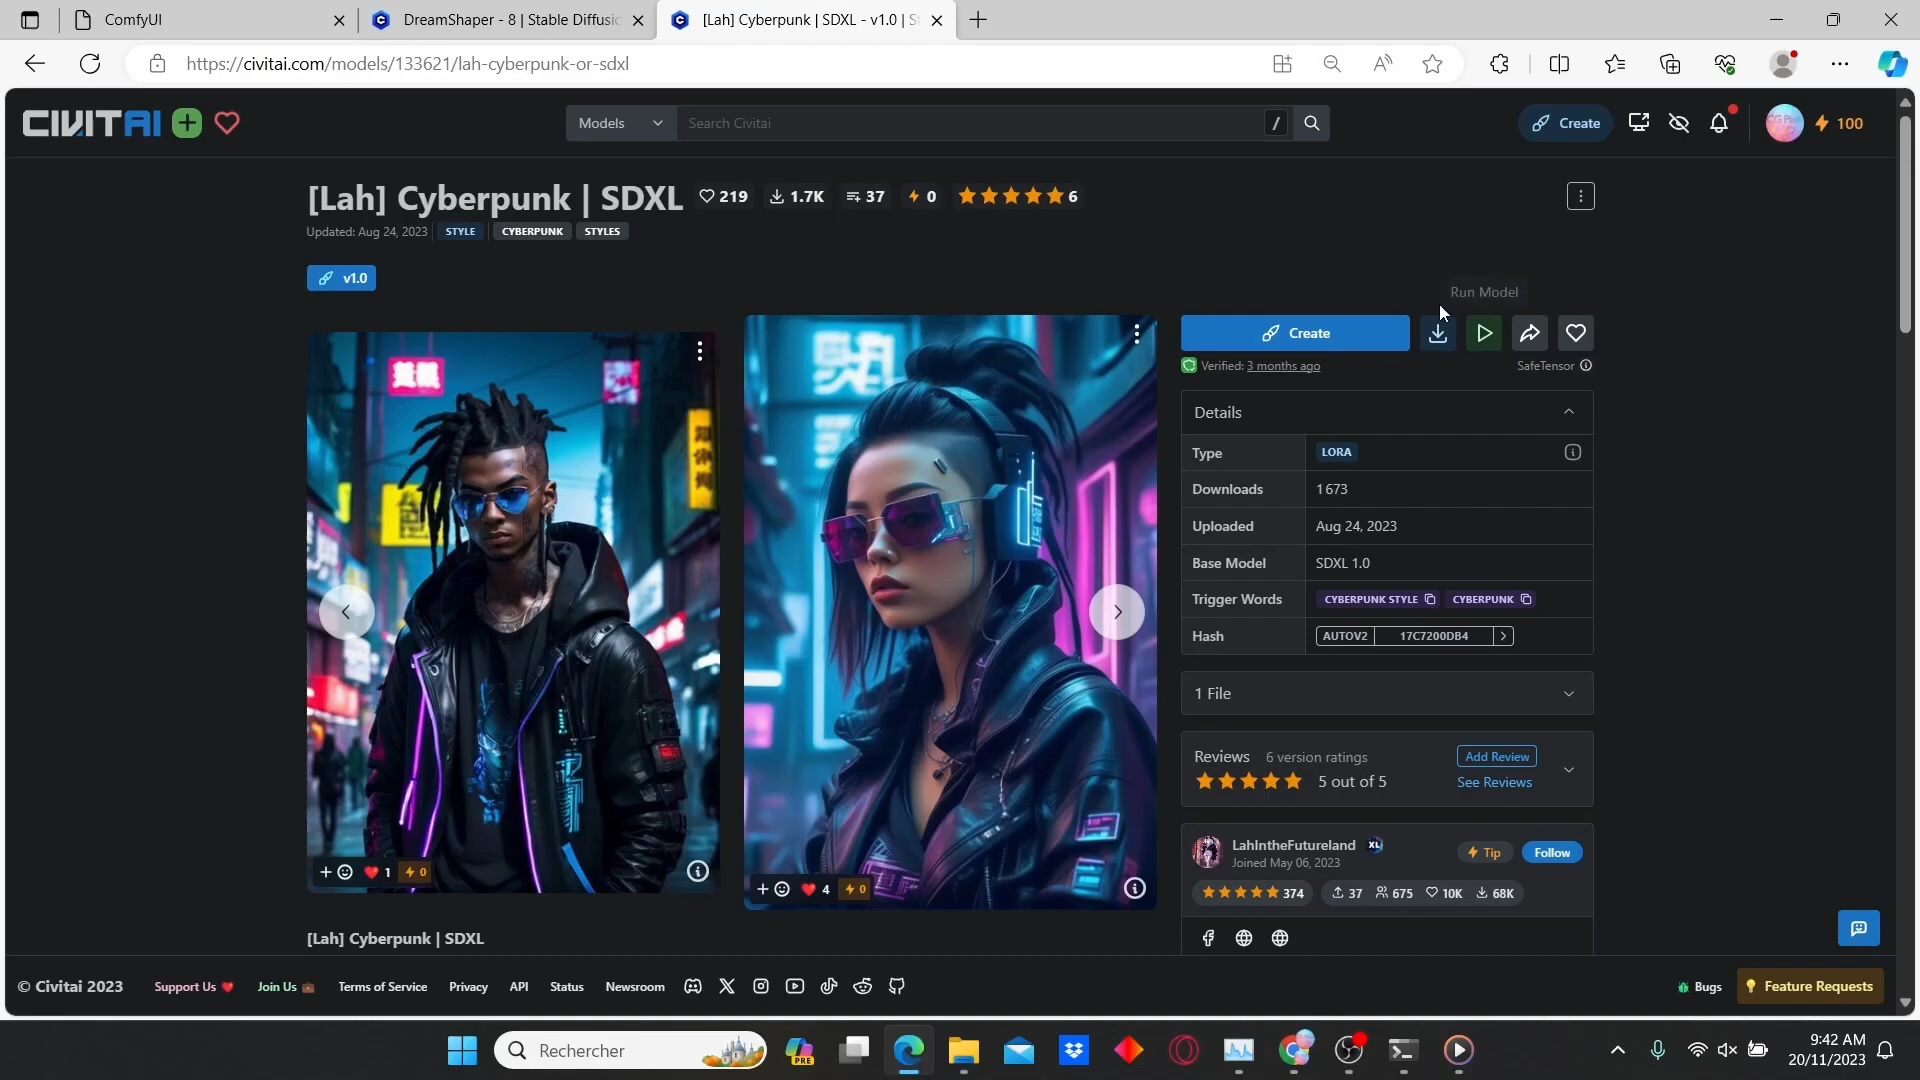 ComfyUI
DreamShaper - 8 | Stable Diffusic
[Lah] Cyberpunk | SDXL - v1.0 | St
https://civitai.com/models/133621/lah-cyberpunk-or-sdxl
CIVITAI
Models
Search Civitai
/
Create
100
[Lah] Cyberpunk | SDXL
219
1.7K
37
0
6
Updated: Aug 24, 2023
STYLE
CYBERPUNK
STYLES
v1.0
Run Model
Create
Verified: 3 months ago
SafeTensor
Details
Type
LORA
Downloads
1 673
Uploaded
Aug 24, 2023
Base Model
SDXL 1.0
Trigger Words
CYBERPUNK STYLE
CYBERPUNK
Hash
AUTOV2
17C7200DB4
1 File
Reviews
6 version ratings
Add Review
5 out of 5
See Reviews
LahIntheFutureland
XL
Joined May 06, 2023
Tip
Follow
374
37
675
10K
68K
1
0
4
0
[Lah] Cyberpunk | SDXL
© Civitai 2023
Support Us
Join Us
Terms of Service
Privacy
API
Status
Newsroom
Bugs
Feature Requests
Rechercher
PRE
9:42 AM
20/11/2023